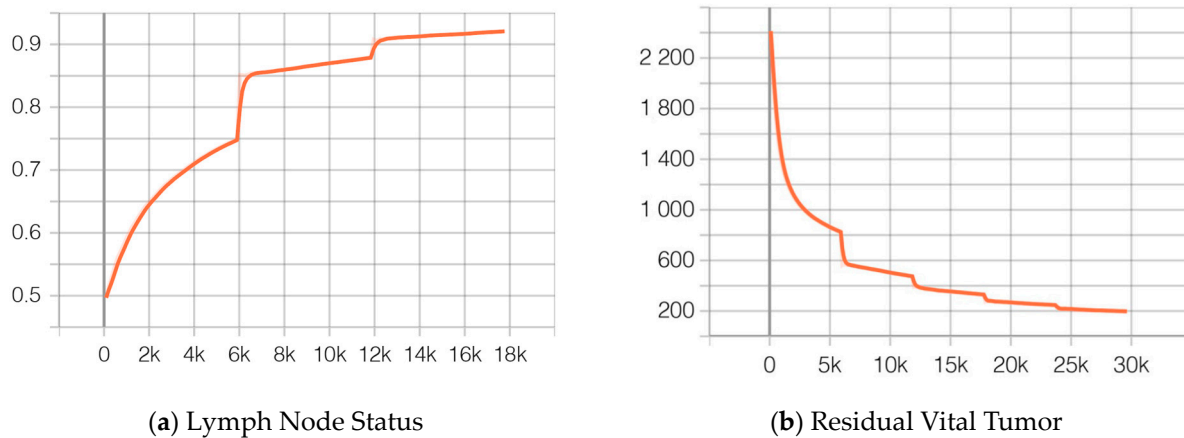 0.9
0.8
0.7
0.6
0.5
0 2k 4k 6k 8k 10k 12k 14k 16k 18k
(a) Lymph Node Status
2 200
1 800
1 400
1 000
600
200
0 5k 10k 15k 20k 25k 30k
(b) Residual Vital Tumor